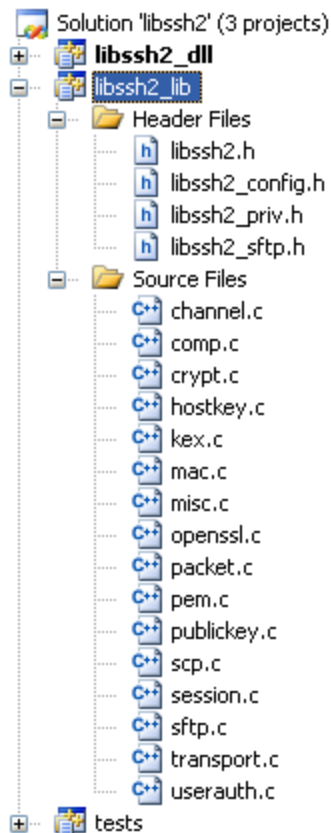 Solution 'libssh2' (3 projects)
libssh2_dll
libssh2_lib
Header Files
libssh2.h
libssh2_config.h
libssh2_priv.h
libssh2_sftp.h
Source Files
channel.c
comp.c
crypt.c
hostkey.c
kex.c
mac.c
misc.c
openssl.c
packet.c
pem.c
publickey.c
scp.c
session.c
sftp.c
transport.c
userauth.c
tests